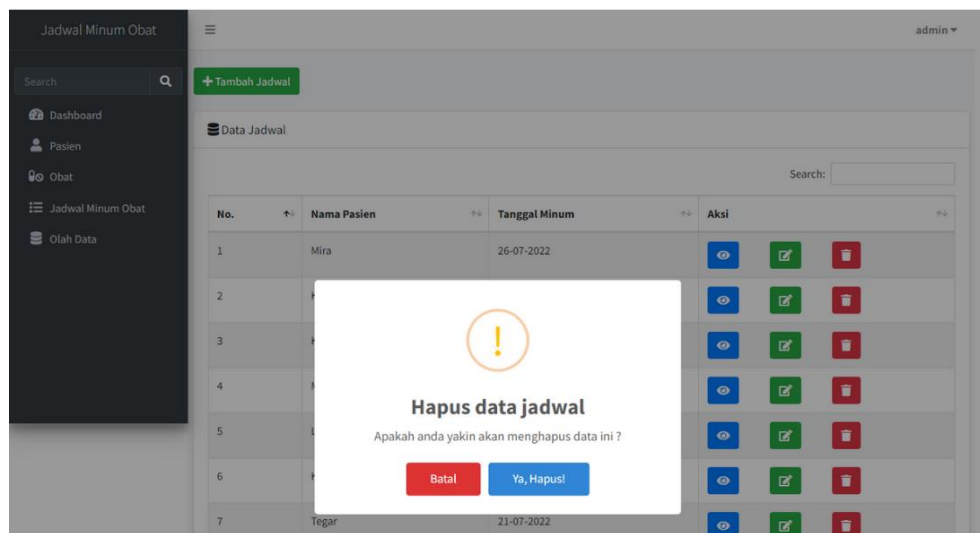 Jadwal Minum Obat
admin
Search
Tambah Jadwal
Dashboard
Pasien
Obat
Jadwal Minum Obat
Olah Data
Data Jadwal
Search:
No. Nama Pasien Tanggal Minum Aksi
1 Mira 26-07-2022
2
3
4
5
6
7 Tegar 21-07-2022
Hapus data jadwal
Apakah anda yakin akan menghapus data ini ?
Batal Ya, Hapus!